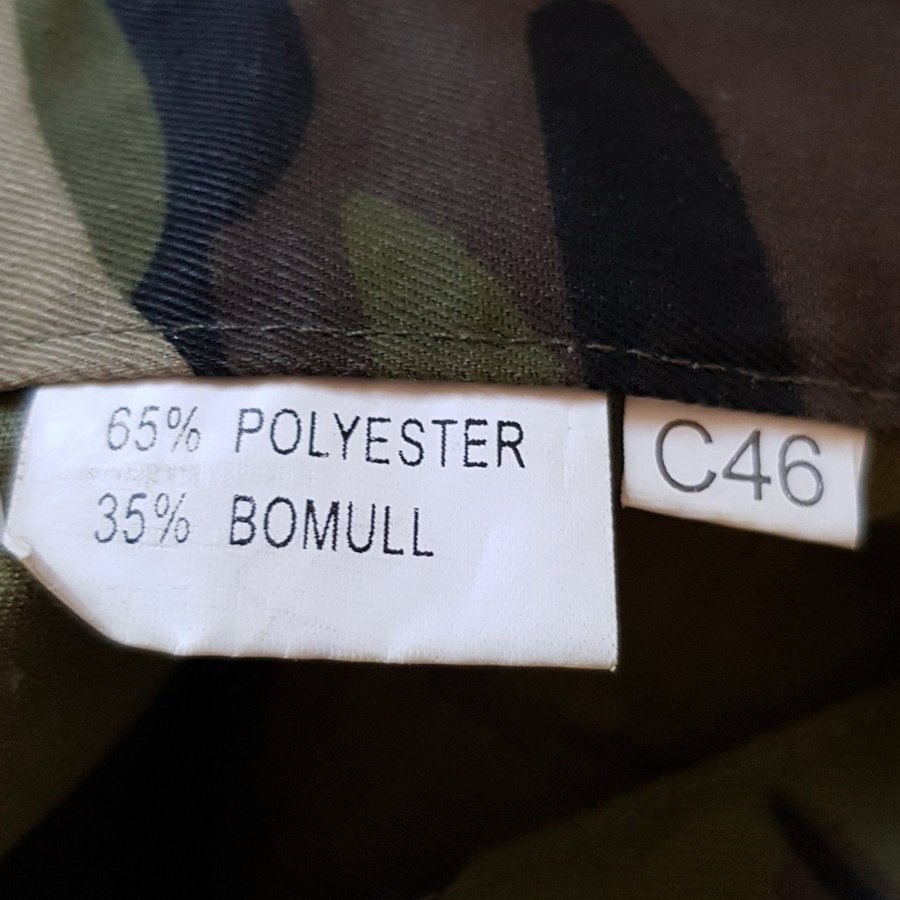 65% POLYESTER
35% BOMULL
C46